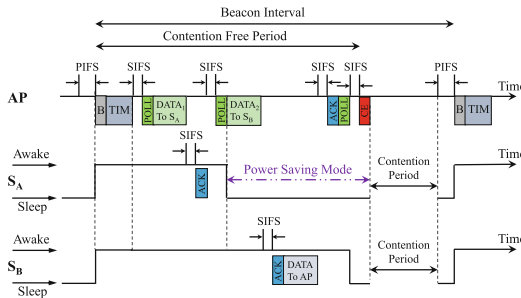 Beacon Interval
Contention Free Period
PIFS SIFS SIFS SIFS SIFS PIFS
AP
Time
B TIM POLL DATA1 To SA POLL DATA2 To SB ACK POLL CE B TIM
SIFS
Awake
SA
Sleep
ACK
Power Saving Mode
Contention Period
Time
SIFS
Awake
SB
Sleep
ACK DATA To AP
Contention Period
Time